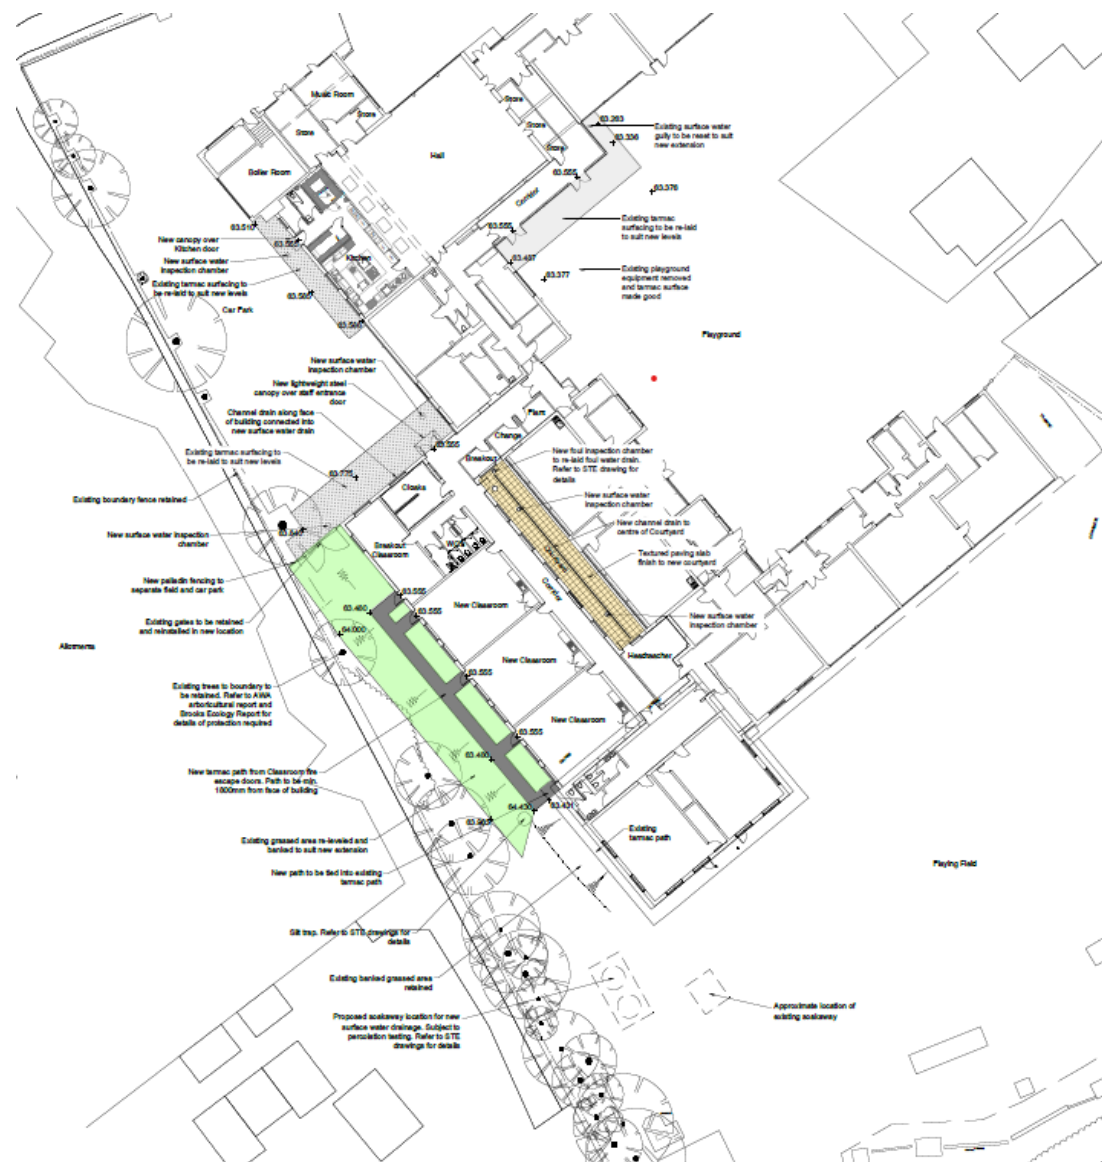 Music Room
Store
Store
Store
Store
Store
Hall
Boiler Room
Corridor
Kitchen
63.283
63.336
63.378
63.555
63.555
63.407
63.377
63.510
Existing surface water
gully to be reset to suit
new extension
Existing tarmac
surfacing to be re-laid
to suit new levels
Existing playground
equipment removed
and tarmac surface
made good
New canopy over
Kitchen door
New surface water
inspection chamber
Existing tarmac surfacing to
be re-laid to suit new levels
Car Park
Playground
New surface water
inspection chamber
New lightweight steel
canopy over staff entrance
door
Channel drain along face
of building connected into
new surface water drain
Existing tarmac surfacing to
be re-laid to suit new levels
63.555
63.775
Existing boundary fence retained
New surface water inspection
chamber
Plant
Change
Breakout
Cloaks
Breakout
Classroom
New foul inspection chamber
to re-laid foul water drain.
Refer to STE drawing for
details
New surface water
inspection chamber
New channel drain to
centre of Courtyard
Textured paving slab
finish to new courtyard
New surface water
inspection chamber
Corridor
Headteacher
New Classroom
New Classroom
New Classroom
New palladin fencing to
separate field and car park
Existing gates to be retained
and reinstalled in new location
Allotments
63.480
64.000
63.555
63.555
63.555
63.555
Existing trees to boundary to
be retained. Refer to AWA
arboricultural report and
Brooks Ecology Report for
details of protection required
New tarmac path from Classroom fire
escape doors. Path to be min.
1800mm from face of building
63.431
Existing grassed area re-leveled and
banked to suit new extension
New path to be tied into existing
tarmac path
Existing
tarmac path
Playing Field
Silt trap. Refer to STE drawings for
details
Existing banked grassed area
retained
Proposed soakaway location for new
surface water drainage. Subject to
percolation testing. Refer to STE
drawings for details
Approximate location of
existing soakaway